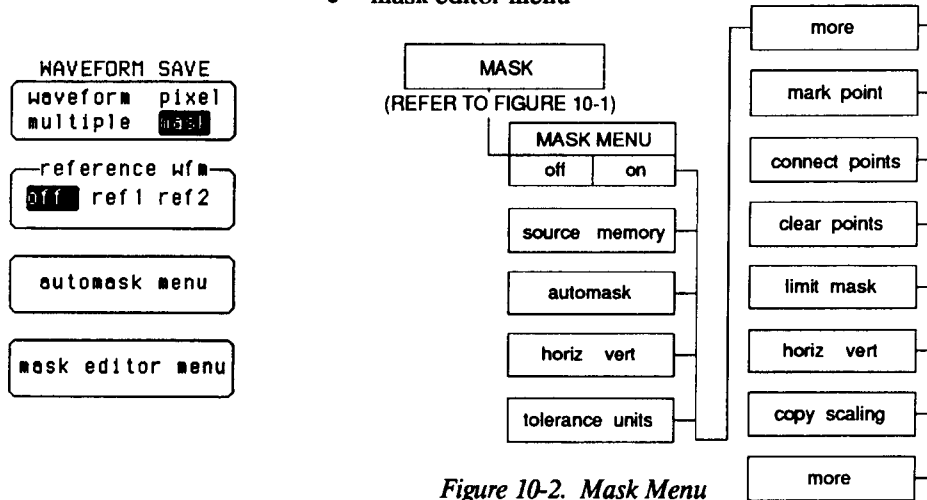 mask editor menu
WAVEFORM SAVE
waveform pixel
multiple mask
reference wfm
off ref1 ref2
automask menu
mask editor menu
MASK
(REFER TO FIGURE 10-1)
MASK MENU
off on
source memory
automask
horiz vert
tolerance units
more
mark point
connect points
clear points
limit mask
horiz vert
copy scaling
more
Figure 10-2. Mask Menu